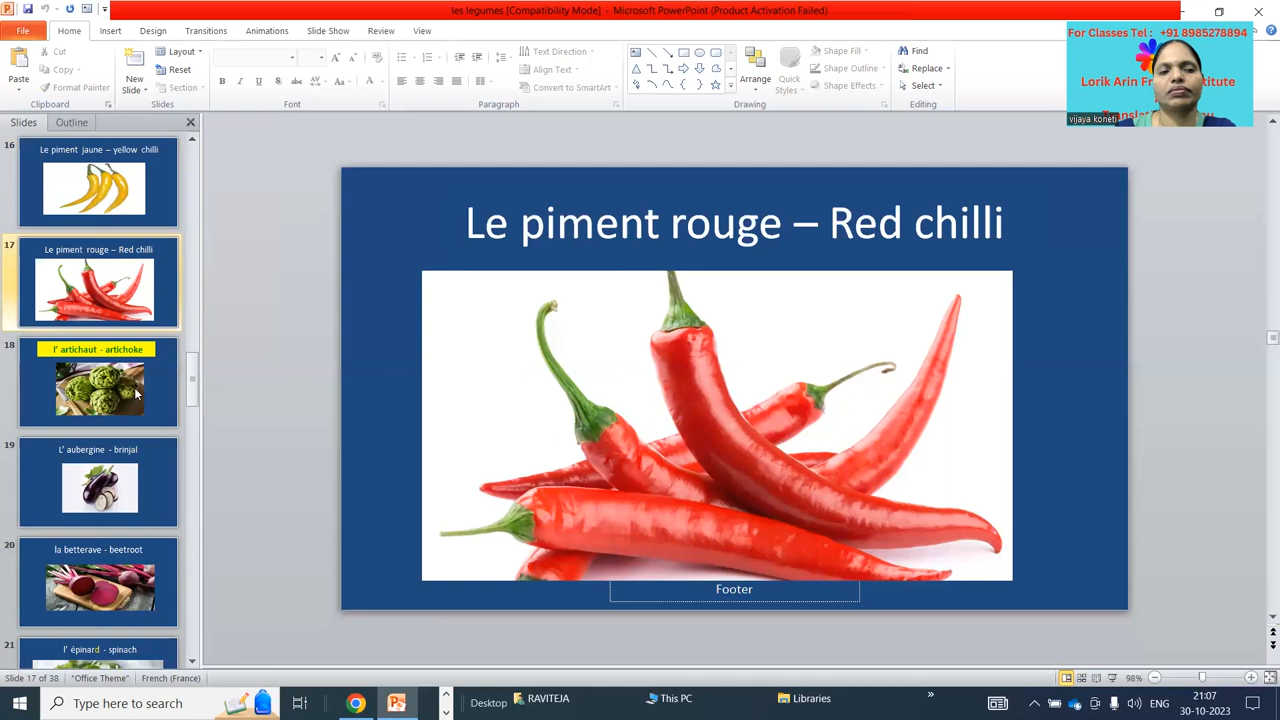 les legumes [Compatibility Mode] - Microsoft PowerPoint (Product Activation Failed)
File Home Insert Design Transitions Animations Slide Show Review View
Paste
Cut
Copy
Format Painter
Clipboard
New Slide
Layout
Reset
Section
Slides
Font
Text Direction
Align Text
Convert to SmartArt
Paragraph
Arrange
Quick Styles
Shape Fill
Shape Outline
Shape Effects
Drawing
Find
Replace
Select
Editing
For Classes Tel : +91 8985278894
Lorik Arin
vijaya koneti
Slides Outline
16
Le piment jaune – yellow chilli
17
Le piment rouge – Red chilli
18
l' artichaut - artichoke
19
L' aubergine - brinjal
20
la betterave - beetroot
21
l' épinard - spinach
Le piment rouge – Red chilli
Footer
Slide 17 of 38 "Office Theme" French (France)
98%
Type here to search
Desktop
RAVITEJA
This PC
Libraries
ENG
21:07
30-10-2023